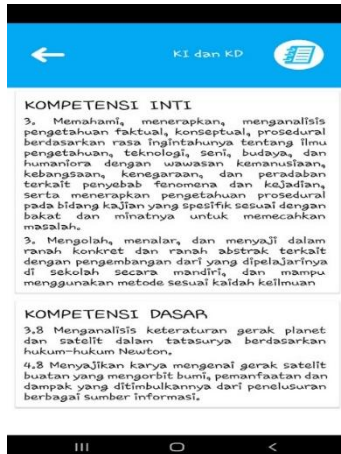 KI dan KD
KOMPETENSI INTI
3. Memahami, menerapkan, menganalisis
pengetahuan faktual, konseptual, prosedural
berdasarkan rasa ingintahunya tentang ilmu
pengetahuan, teknologi, seni, budaya, dan
humaniora dengan wawasan kemanusiaan,
kebangsaan, kenegaraan, dan peradaban
terkait penyebab fenomena dan kejadian,
serta menerapkan pengetahuan prosedural
pada bidang kajian yang spesifik sesuai dengan
bakat dan minatnya untuk memecahkan
masalah.
3. Mengolah, menalar, dan menyaji dalam
ranah konkret dan ranah abstrak terkait
dengan pengembangan dari yang dipelajarinya
di sekolah secara mandiri, dan mampu
menggunakan metode sesuai kaidah keilmuan
KOMPETENSI DASAR
3.8 Menganalisis keteraturan gerak planet
dan satelit dalam tatasurya berdasarkan
hukum-hukum Newton.
4.8 Menyajikan karya mengenai gerak satelit
buatan yang mengorbit bumi, pemanfaatan dan
dampak yang ditimbulkannya dari penelusuran
berbagai sumber informasi.